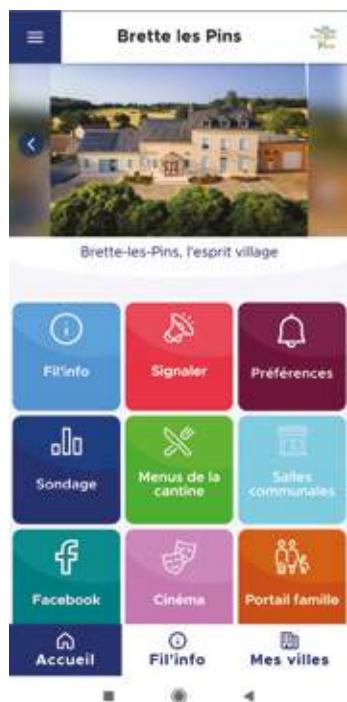 Brette les Pins
Brette-les-Pins, l'esprit village
Fil'info
Signaler
Préférences
Sondage
Menus de la
cantine
Salles
communales
Facebook
Cinéma
Portail famille
Accueil
Fil'info
Mes villes